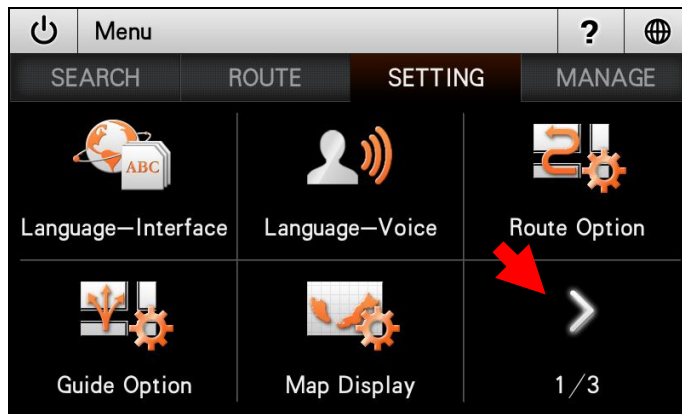 Menu
?
SEARCH ROUTE SETTING MANAGE
ABC
Language–Interface Language–Voice Route Option
Guide Option Map Display 1/3